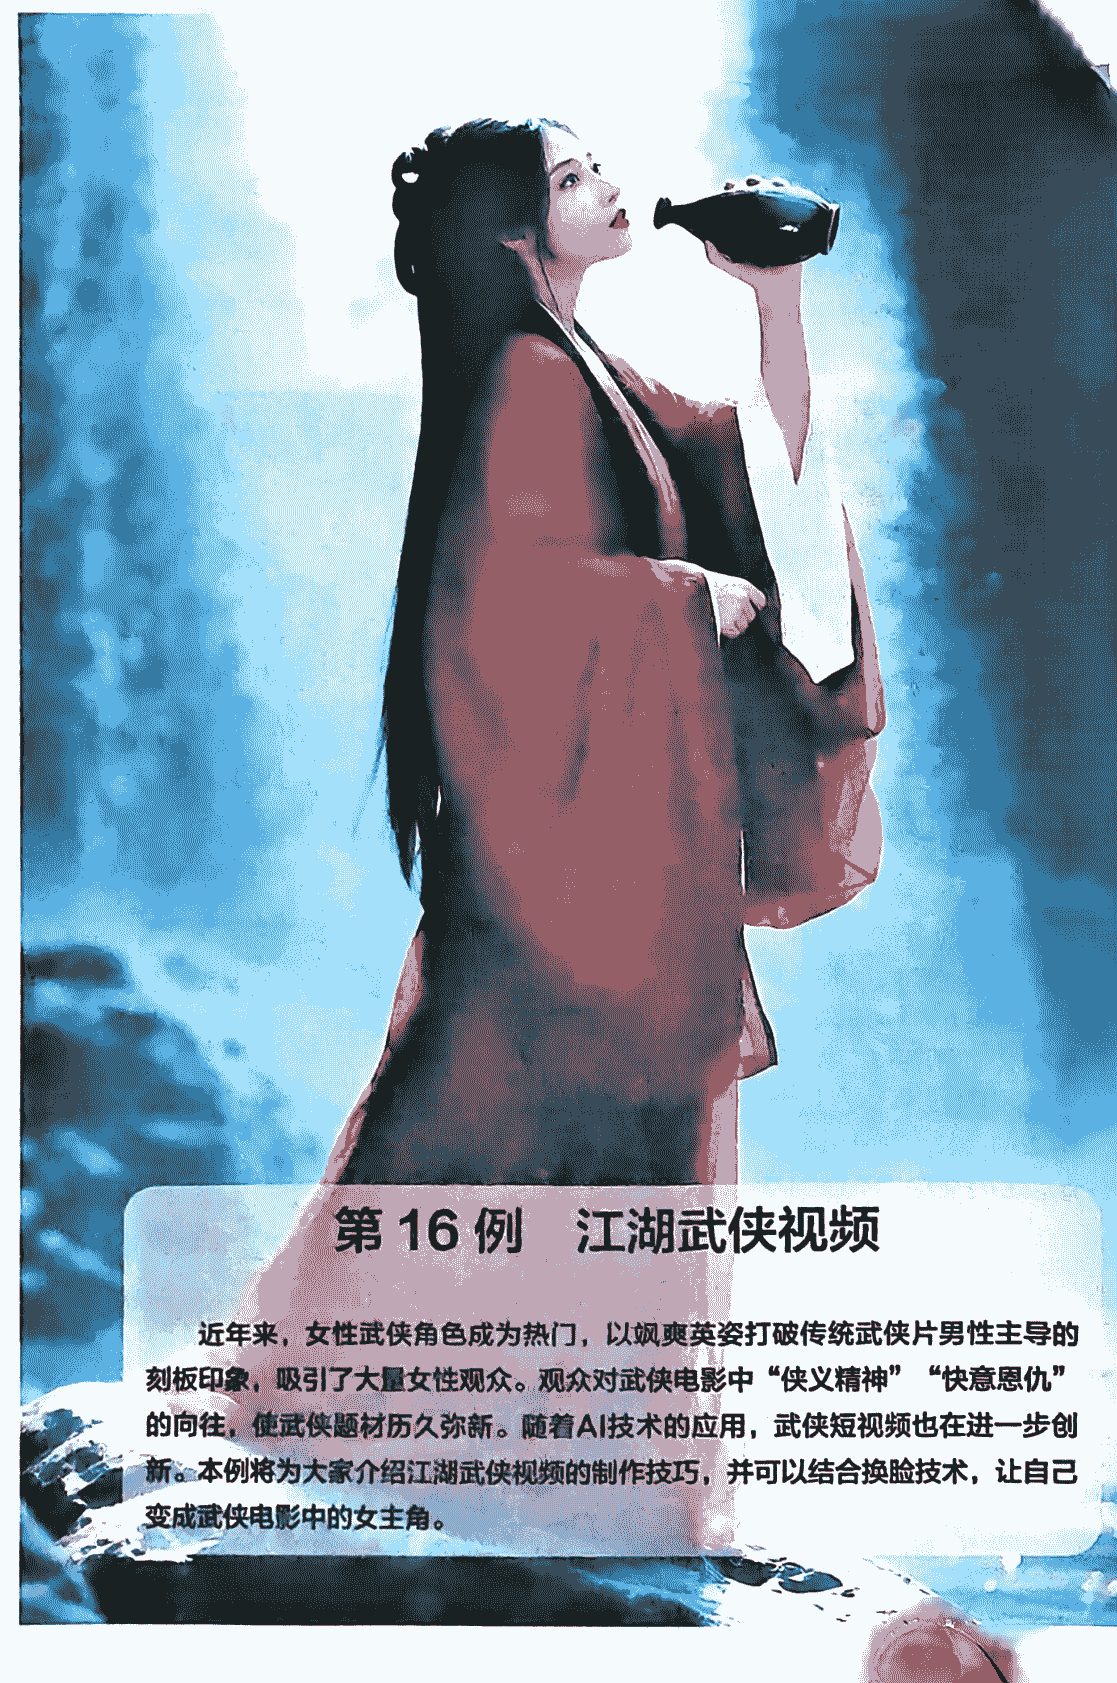 第 16 例 江湖武侠视频
近年来，女性武侠角色成为热门，以飒爽英姿打破传统武侠片男性主导的
刻板印象，吸引了大量女性观众。观众对武侠电影中“侠义精神”“快意恩仇”
的向往，使武侠题材历久弥新。随着AI技术的应用，武侠短视频也在进一步创
新。本例将为大家介绍江湖武侠视频的制作技巧，并可以结合换脸技术，让自己
变成武侠电影中的女主角。